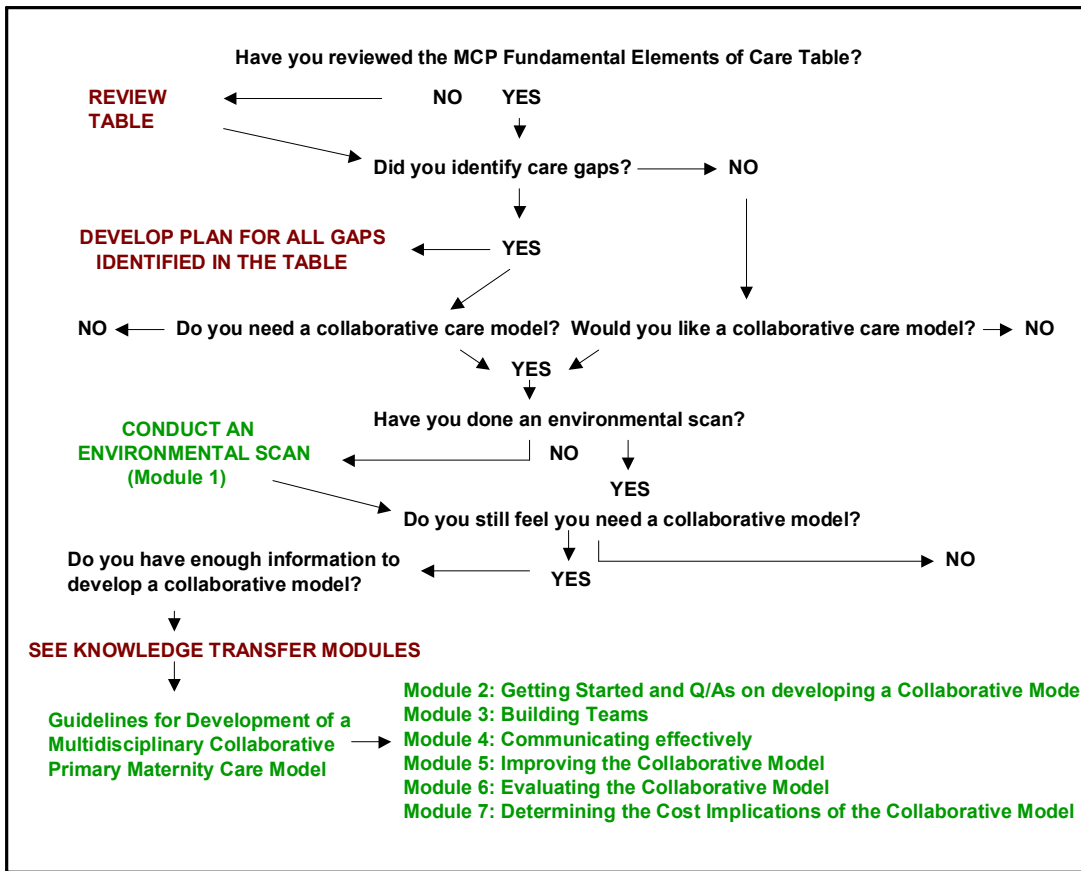 Have you reviewed the MCP Fundamental Elements of Care Table?
REVIEW
TABLE
NO YES
Did you identify care gaps?
NO
DEVELOP PLAN FOR ALL GAPS
IDENTIFIED IN THE TABLE
YES
NO
Do you need a collaborative care model?
Would you like a collaborative care model?
NO
YES
Have you done an environmental scan?
CONDUCT AN
ENVIRONMENTAL SCAN
(Module 1)
NO
YES
Do you still feel you need a collaborative model?
Do you have enough information to
develop a collaborative model?
YES
NO
SEE KNOWLEDGE TRANSFER MODULES
Guidelines for Development of a
Multidisciplinary Collaborative
Primary Maternity Care Model
Module 2: Getting Started and Q/As on developing a Collaborative Mode
Module 3: Building Teams
Module 4: Communicating effectively
Module 5: Improving the Collaborative Model
Module 6: Evaluating the Collaborative Model
Module 7: Determining the Cost Implications of the Collaborative Model